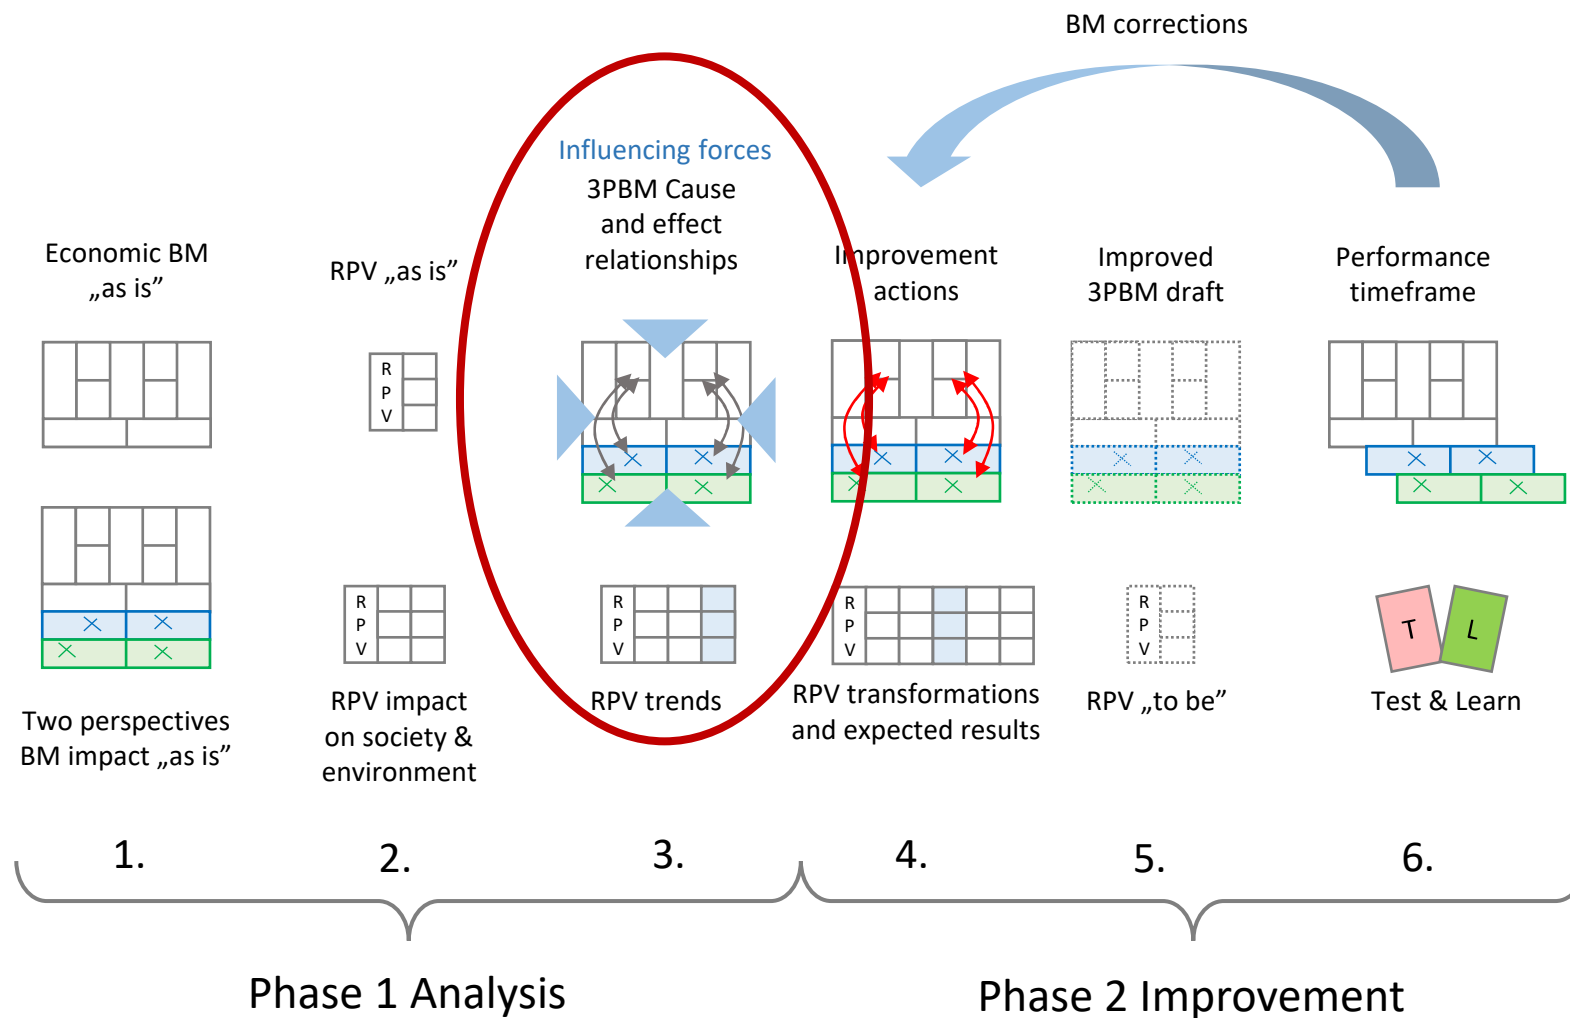 BM corrections
Influencing forces
3PBM Cause
and effect
relationships
Economic BM
„as is”
RPV „as is”
Improvement
actions
Improved
3PBM draft
Performance
timeframe
R
P
V
R
P
V
R
P
V
R
P
V
R
P
V
T
L
Two perspectives
BM impact „as is”
RPV impact
on society &
environment
RPV trends
RPV transformations
and expected results
RPV „to be”
Test & Learn
1.
2.
3.
4.
5.
6.
Phase 1 Analysis
Phase 2 Improvement